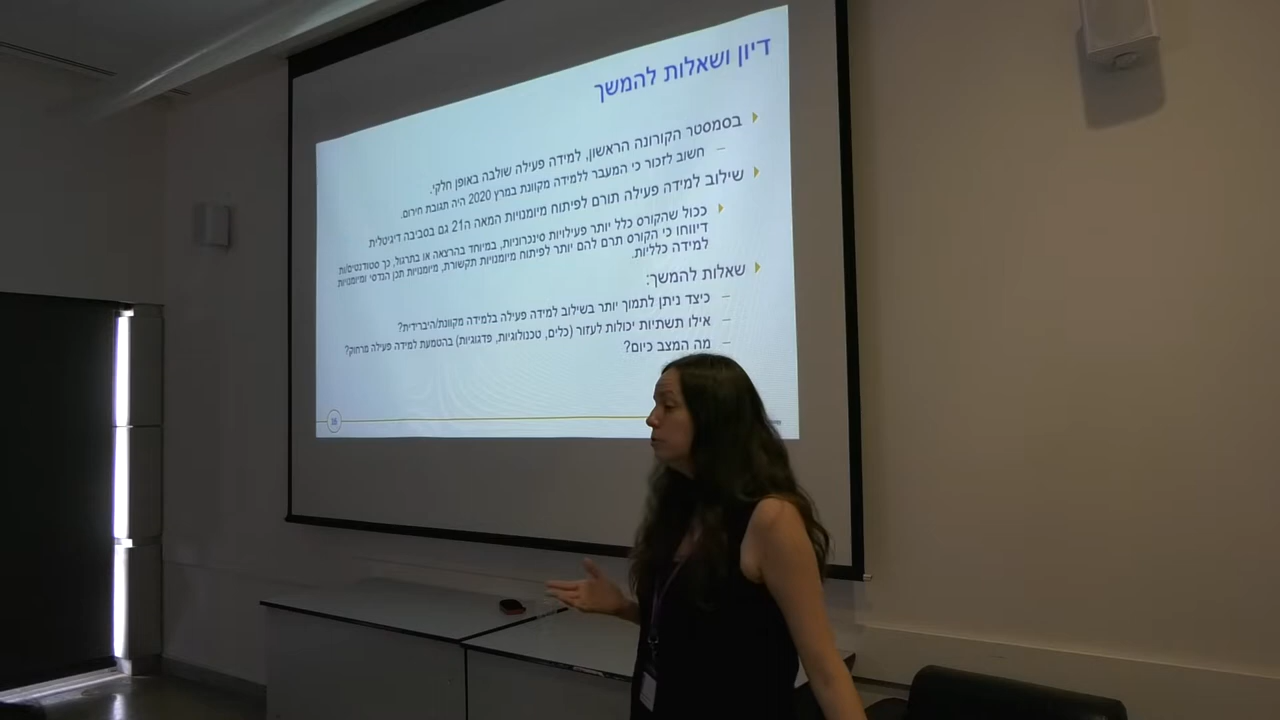 דיון ושאלות להמשך
בסמסטר הקורונה הראשון, למידה פעילה שולבה באופן חלקי.
– חשוב לזכור כי המעבר ללמידה מקוונת במרץ 2020 היה תגובת חירום.
שילוב למידה פעילה תורם לפיתוח מיומנויות המאה ה21 גם בסביבה דיגיטלית
ככול שהקורס כלל יותר פעילויות סינכרוניות, במיוחד בהרצאה או בתרגול, כך סטודנטים/ות
דיווחו כי הקורס תרם להם יותר לפיתוח מיומנויות תקשורת, מיומנויות תכן הנדסי ומיומנויות
למידה כלליות.
שאלות להמשך:
– כיצד ניתן לתמוך יותר בשילוב למידה פעילה בלמידה מקוונת/היברידית?
– אילו תשתיות יכולות לעזור (כלים, טכנולוגיות, פדגוגיות) בהטמעת למידה פעילה מרחוק?
– מה המצב כיום?